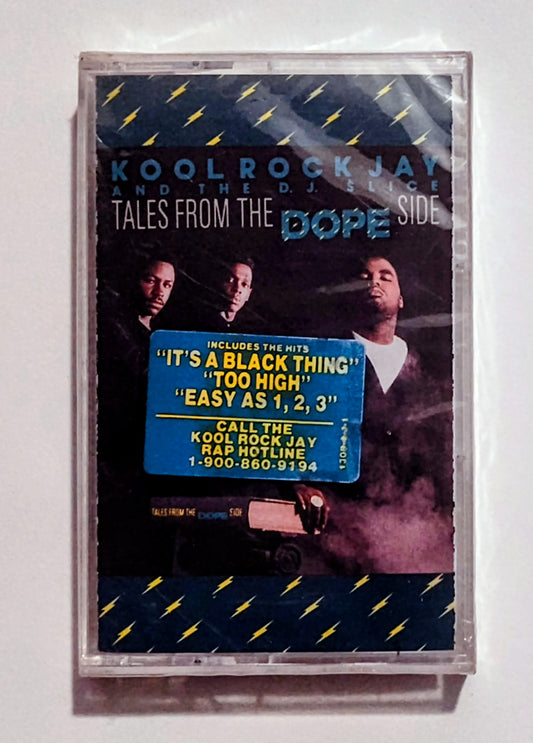 KOOL ROCK JAY
AND THE D.J. SLICE
TALES FROM THE DOPE SIDE
INCLUDES THE HITS
"IT'S A BLACK THING"
"TOO HIGH"
"EASY AS 1, 2, 3"
CALL THE
KOOL ROCK JAY
RAP HOTLINE
1-900-860-9194
TALES FROM THE DOPE SIDE